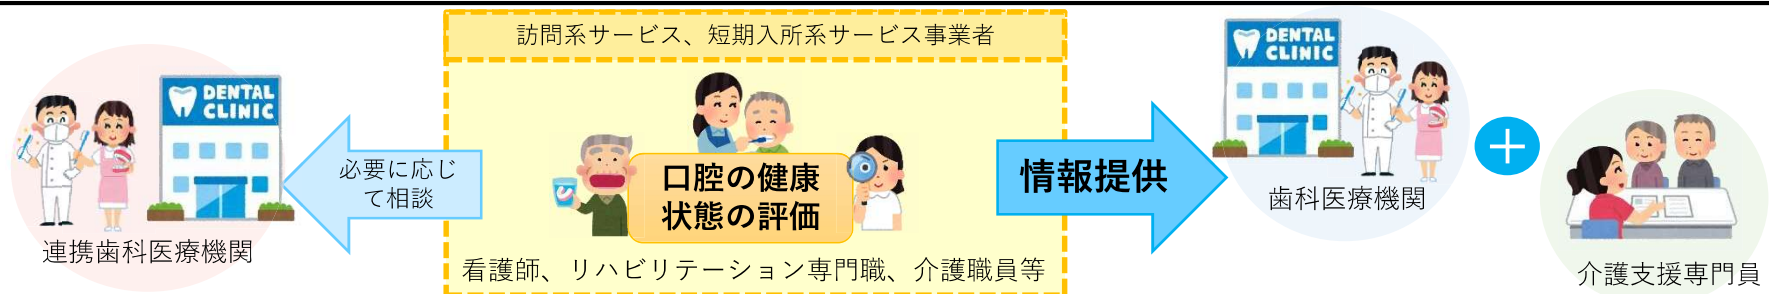 訪問系サービス、短期入所系サービス事業者
DENTAL
CLINIC
連携歯科医療機関
必要に応じ
て相談
口腔の健康
状態の評価
看護師、リハビリテーション専門職、介護職員等
情報提供
DENTAL
CLINIC
歯科医療機関
+
介護支援専門員